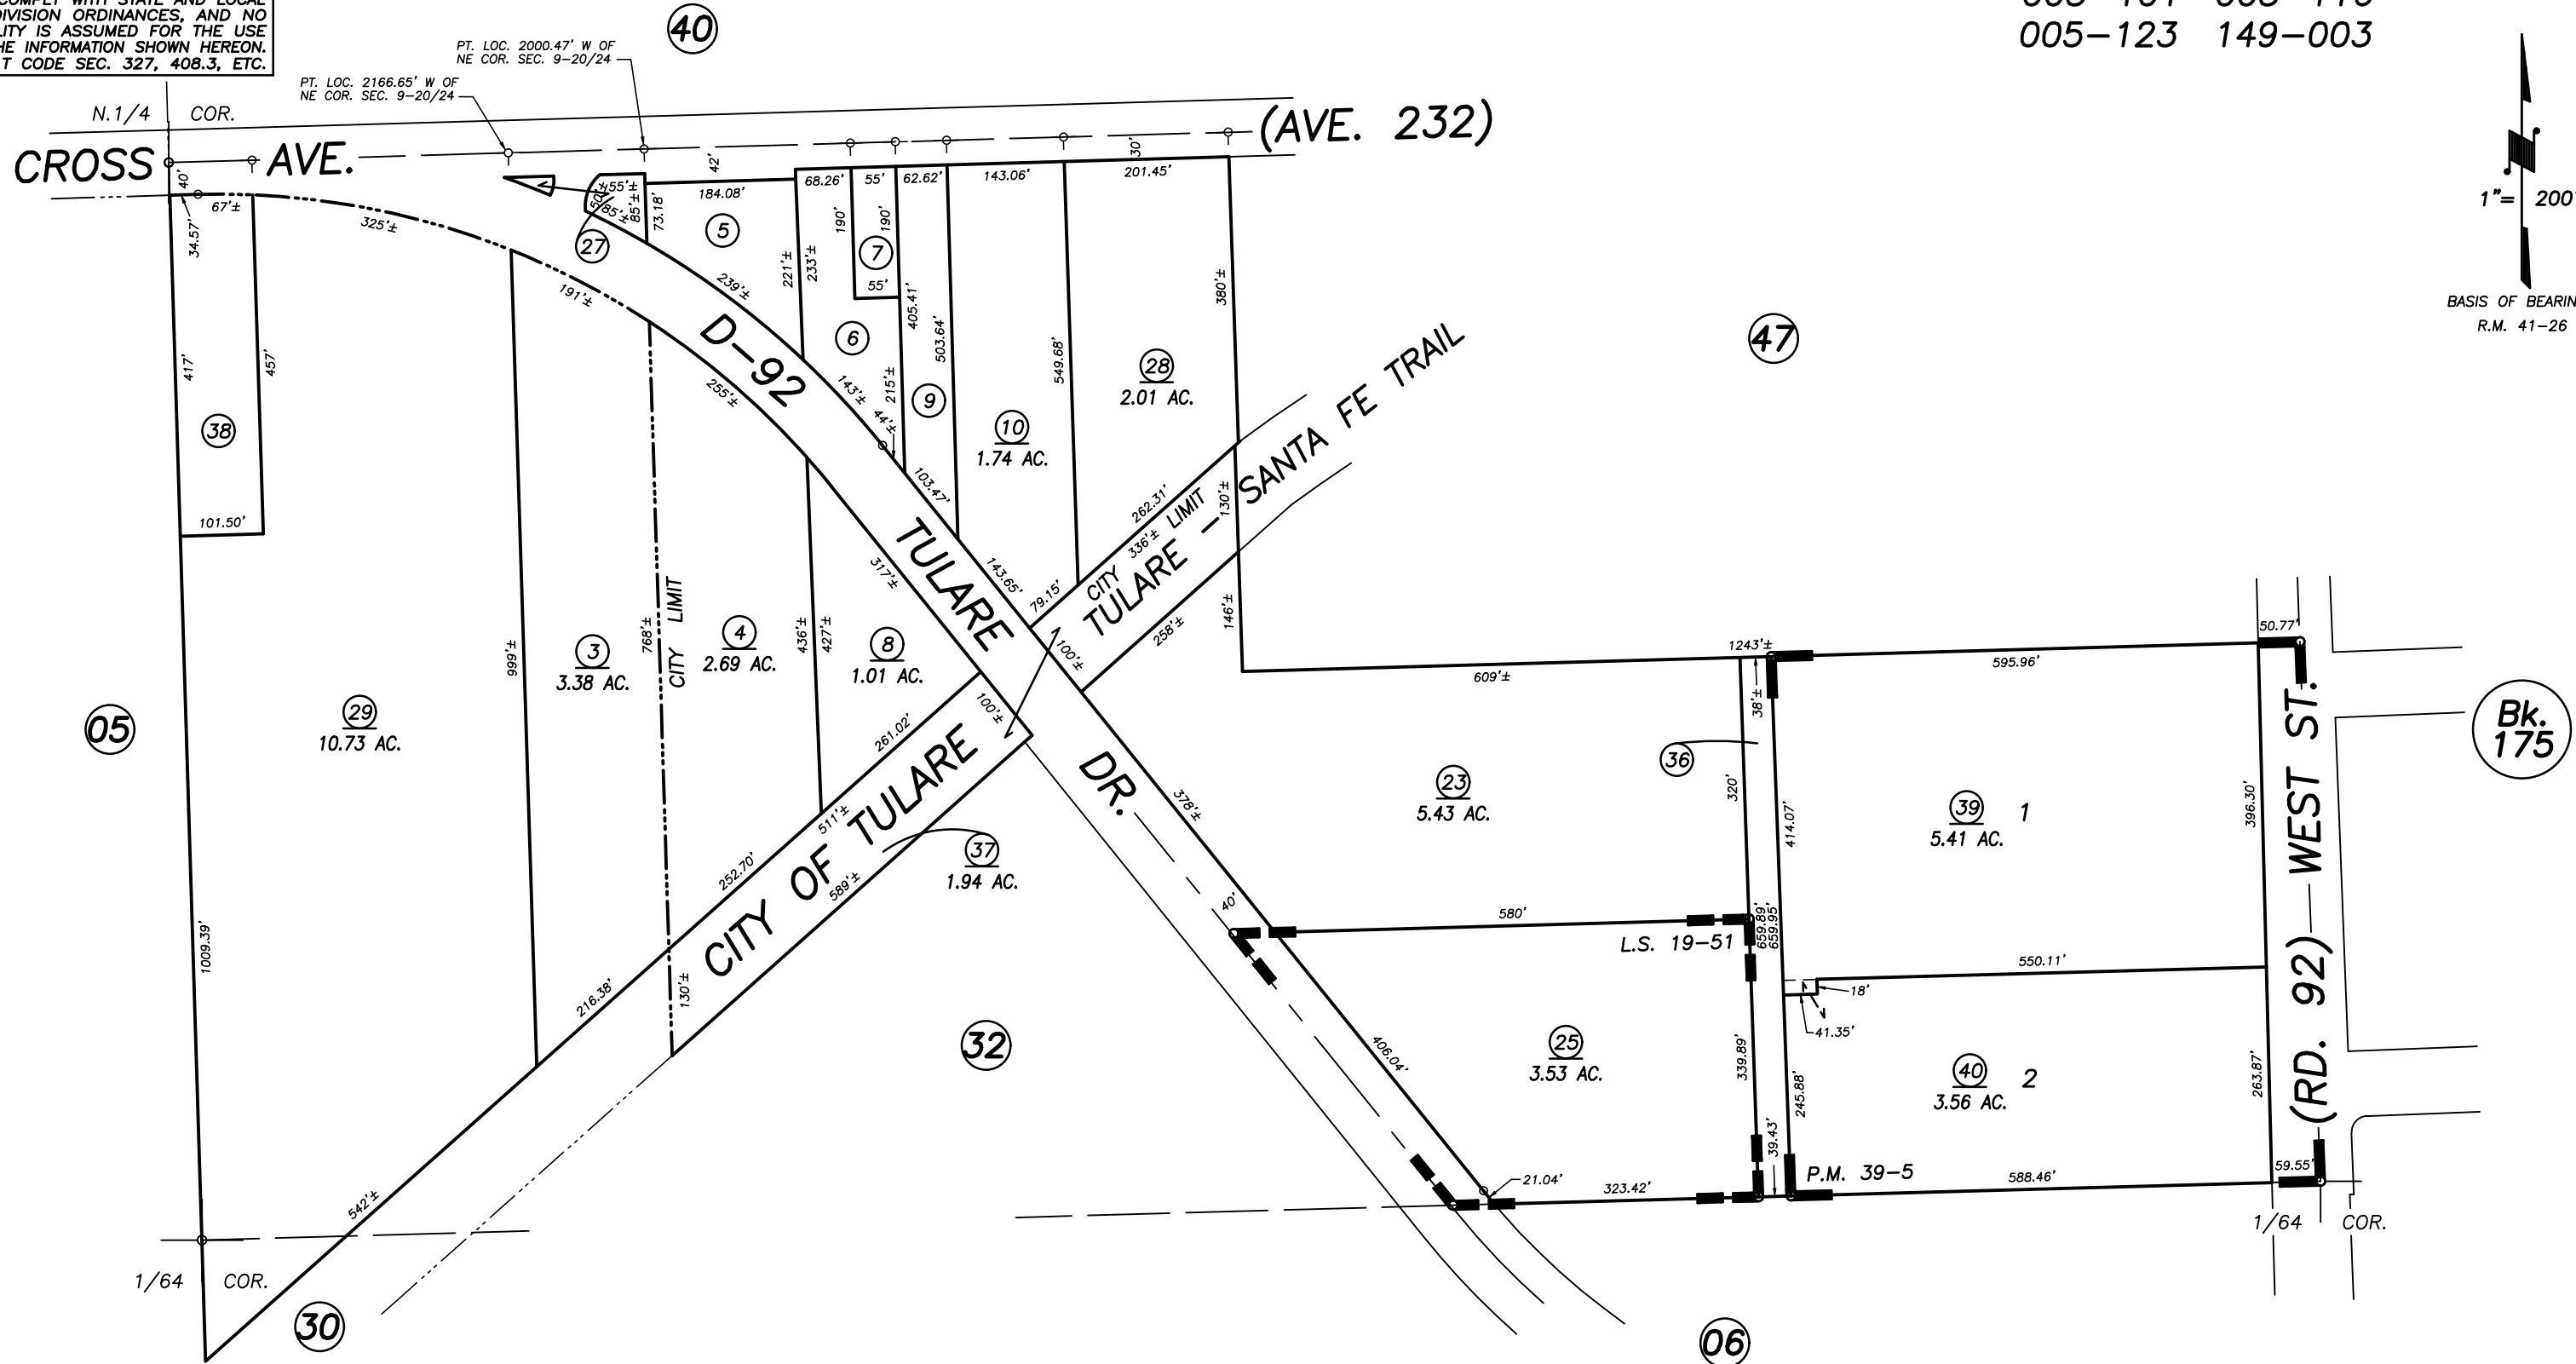 COMPLY WITH STATE AND LOCAL
DIVISION ORDINANCES, AND NO
LITY IS ASSUMED FOR THE USE
HE INFORMATION SHOWN HEREON.
T CODE SEC. 327, 408.3, ETC.
005-123 149-003
40
PT. LOC. 2000.47' W OF
NE COR. SEC. 9-20/24
PT. LOC. 2166.65' W OF
NE COR. SEC. 9-20/24
N.1/4 COR.
CROSS AVE. (AVE. 232)
1"= 200'
BASIS OF BEARIN
R.M. 41-26
40'
34.57'
67'±
325'±
191'±
50'±
55'±
85'±
85'±
73.18'
42'
184.08'
68.26'
55'
62.62'
143.06'
30'
201.45'
27
5
7
6
9
10
1.74 AC.
28
2.01 AC.
47
190'
190'
55'
221'±
233'±
239'±
405.41'
503.64'
549.68'
380'±
143'±
215'±
44'±
103.47'
143.65'
255'±
317'±
417'
457'
38
101.50'
D-92
TULARE
DR.
TULARE - SANTA FE TRAIL
CITY LIMIT
262.31'
336'±
130'±
79.15'
258'±
146'±
100'±
100'±
999'±
768'±
CITY LIMIT
436'±
427'±
3
3.38 AC.
4
2.69 AC.
8
1.01 AC.
29
10.73 AC.
05
1009.39'
261.02'
511'±
252.70'
589'±
216.38'
130'±
542'±
CITY OF TULARE
37
1.94 AC.
32
378'±
40'
406.04'
609'±
1243'±
595.96'
50.77'
38'±
36
320'
414.07'
23
5.43 AC.
39 1
5.41 AC.
396.30'
(RD. 92) WEST ST.
Bk.
175
580'
L.S. 19-51
659.89'
659.95'
550.11'
18'
41.35'
25
3.53 AC.
339.89'
245.88'
39.43'
40 2
3.56 AC.
263.87'
P.M. 39-5
59.55'
21.04'
323.42'
588.46'
1/64 COR.
1/64 COR.
30
06